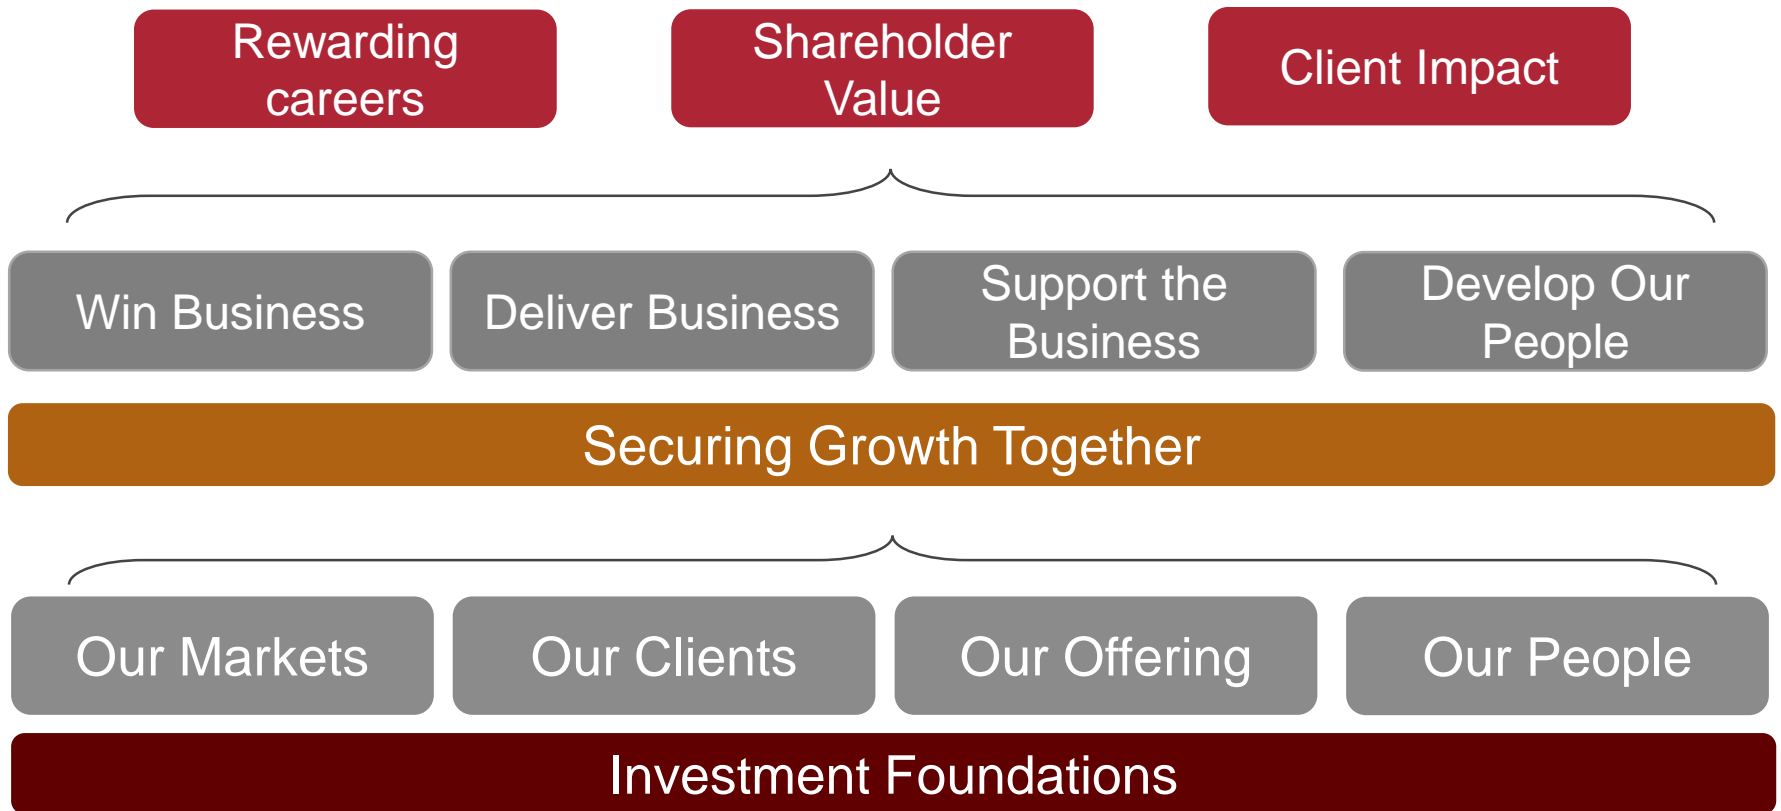 Rewarding
careers
Shareholder
Value
Client Impact
Win Business
Deliver Business
Support the
Business
Develop Our
People
Securing Growth Together
Our Markets
Our Clients
Our Offering
Our People
Investment Foundations